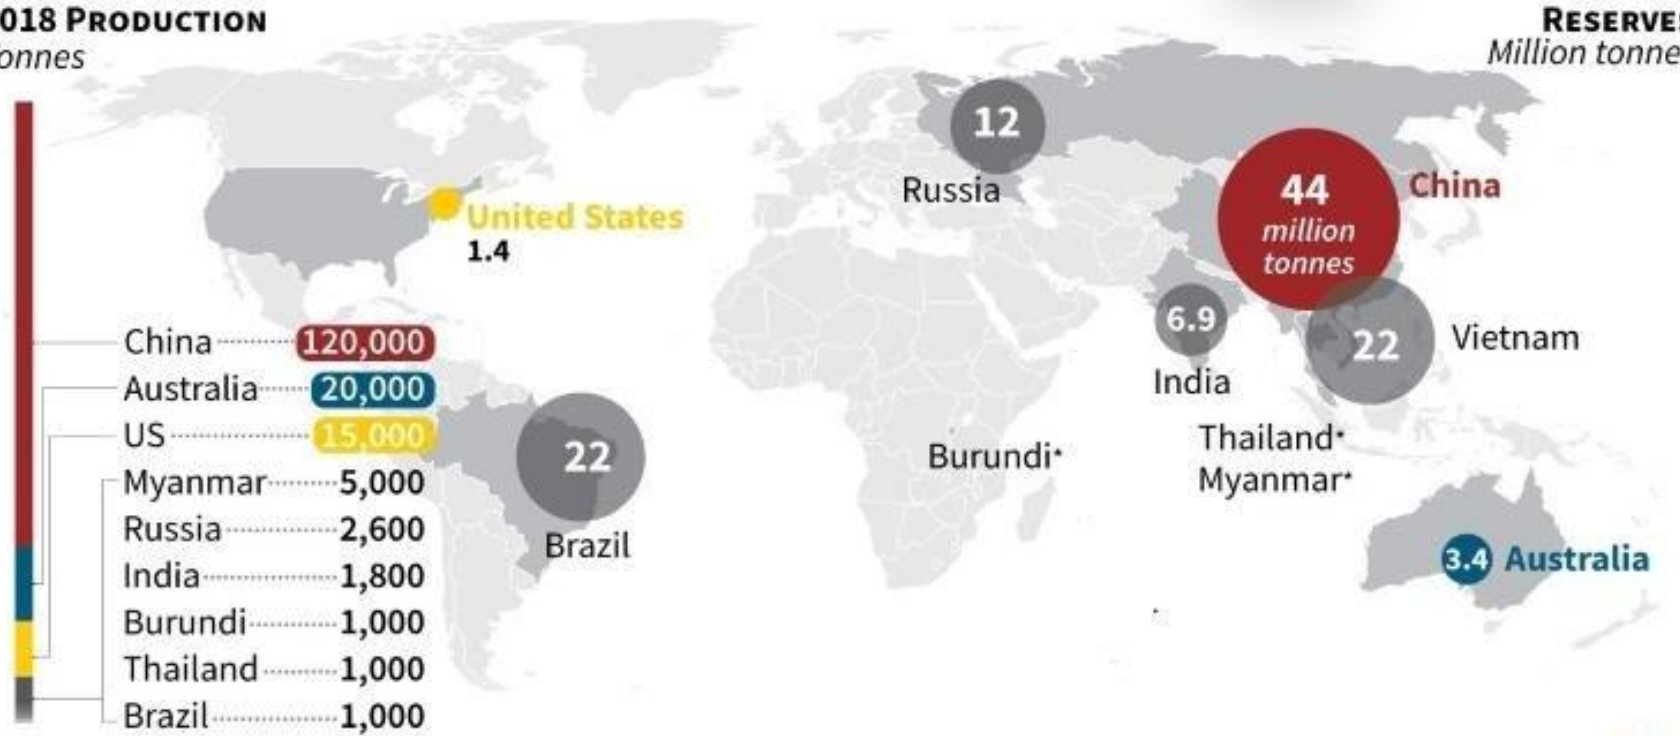 018 PRODUCTION
onnes
RESERVE
Million tonne
12
Russia
44
million
tonnes
China
United States
1.4
6.9
India
22
Vietnam
China 120,000
Australia 20,000
US 15,000
Myanmar 5,000
Russia 2,600
India 1,800
Burundi 1,000
Thailand 1,000
Brazil 1,000
22
Brazil
Burundi*
Thailand*
Myanmar*
3.4 Australia